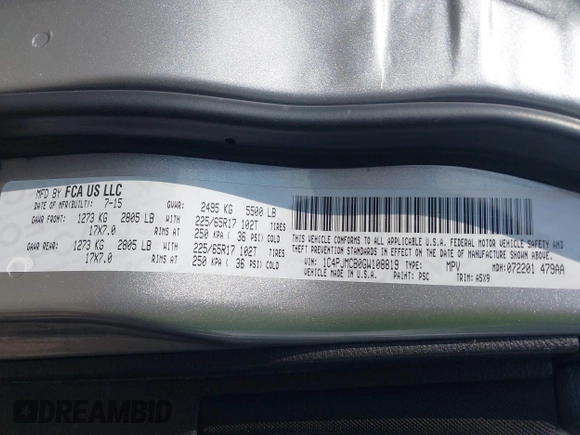 MFD BY FCA US LLC
DATE OF MFR(BUILT): 7-15 GVWR: 2495 KG 5500 LB
GAWR FRONT: 1273 KG 2805 LB WITH 225/65R17 102T TIRES
17X7.0 RIMS AT 250 KPA ( 36 PSI) COLD
GAWR REAR: 1273 KG 2805 LB WITH 225/65R17 102T TIRES
17X7.0 RIMS AT 250 KPA ( 36 PSI) COLD
THIS VEHICLE CONFORMS TO ALL APPLICABLE U.S.A. FEDERAL MOTOR VEHICLE SAFETY AND
THEFT PREVENTION STANDARDS IN EFFECT ON THE DATE OF MANUFACTURE SHOWN ABOVE.
VIN: 1C4PJMCB0GW108819 TYPE: MPV MDH: 072201 479AA
MADE IN U.S.A. PAINT: PSC TRIM: A5X9
DREAMBID